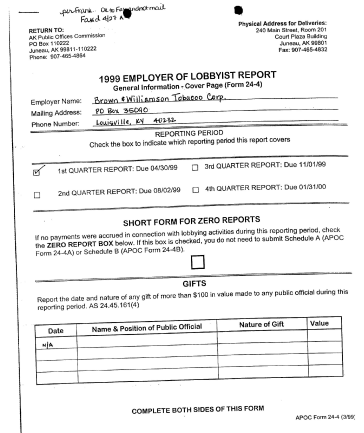 per Fran. OK to Fax and not mail
Faxed 4/27
RETURN TO:
AK Public Offices Commission
PO Box 110222
Juneau, AK 99811-110222
Phone: 907-465-4864
Physical Address for Deliveries:
240 Main Street, Room 201
Court Plaza Building
Juneau, AK 99801
Fax: 907-465-4832
1999 EMPLOYER OF LOBBYIST REPORT
General Information - Cover Page (Form 24-4)
Employer Name: Brown & Williamson Tobacco Corp.
Mailing Address: PO Box 35090
Phone Number: Louisville, KY 40232
REPORTING PERIOD
Check the box to indicate which reporting period this report covers
1st QUARTER REPORT: Due 04/30/99
3rd QUARTER REPORT: Due 11/01/99
2nd QUARTER REPORT: Due 08/02/99
4th QUARTER REPORT: Due 01/31/00
SHORT FORM FOR ZERO REPORTS
If no payments were accrued in connection with lobbying activities during this reporting period, check
the ZERO REPORT BOX below. If this box is checked, you do not need to submit Schedule A (APOC
Form 24-4A) or Schedule B (APOC Form 24-4B).
GIFTS
Report the date and nature of any gift of more than $100 in value made to any public official during this
reporting period. AS 24.45.161(4)
Date Name & Position of Public Official Nature of Gift Value
N/A
COMPLETE BOTH SIDES OF THIS FORM
APOC Form 24-4 (3/99)